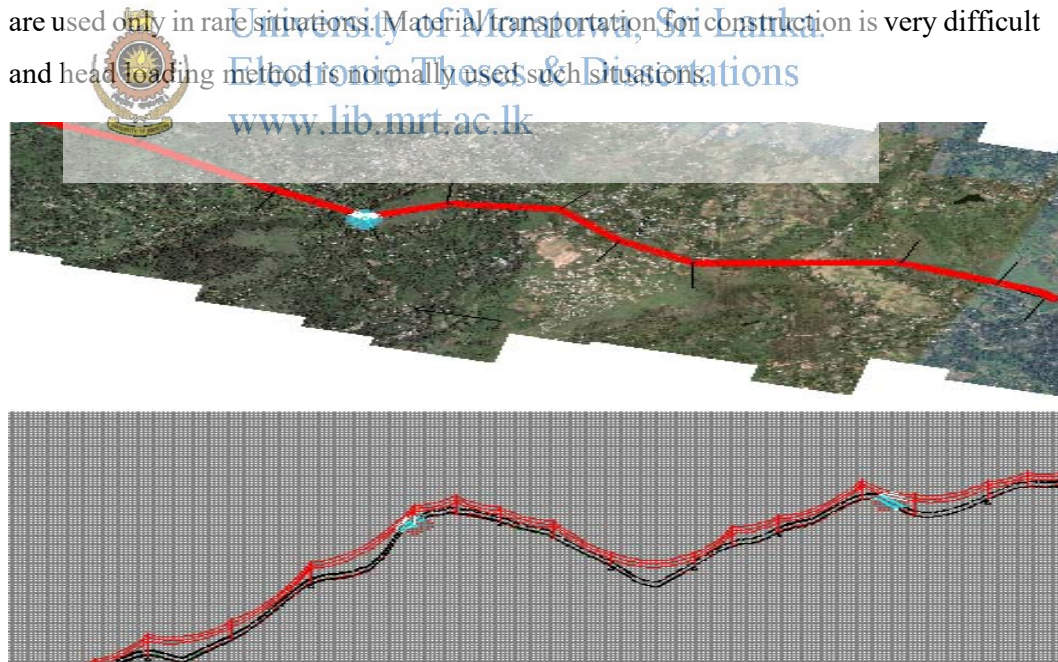 are used only in rare situations. Material transportation for construction is very difficult
and head loading method is normally used such situations.
University of Moratuwa, Sri Lanka.
Electronic Theses & Dissertations
www.lib.mrt.ac.lk